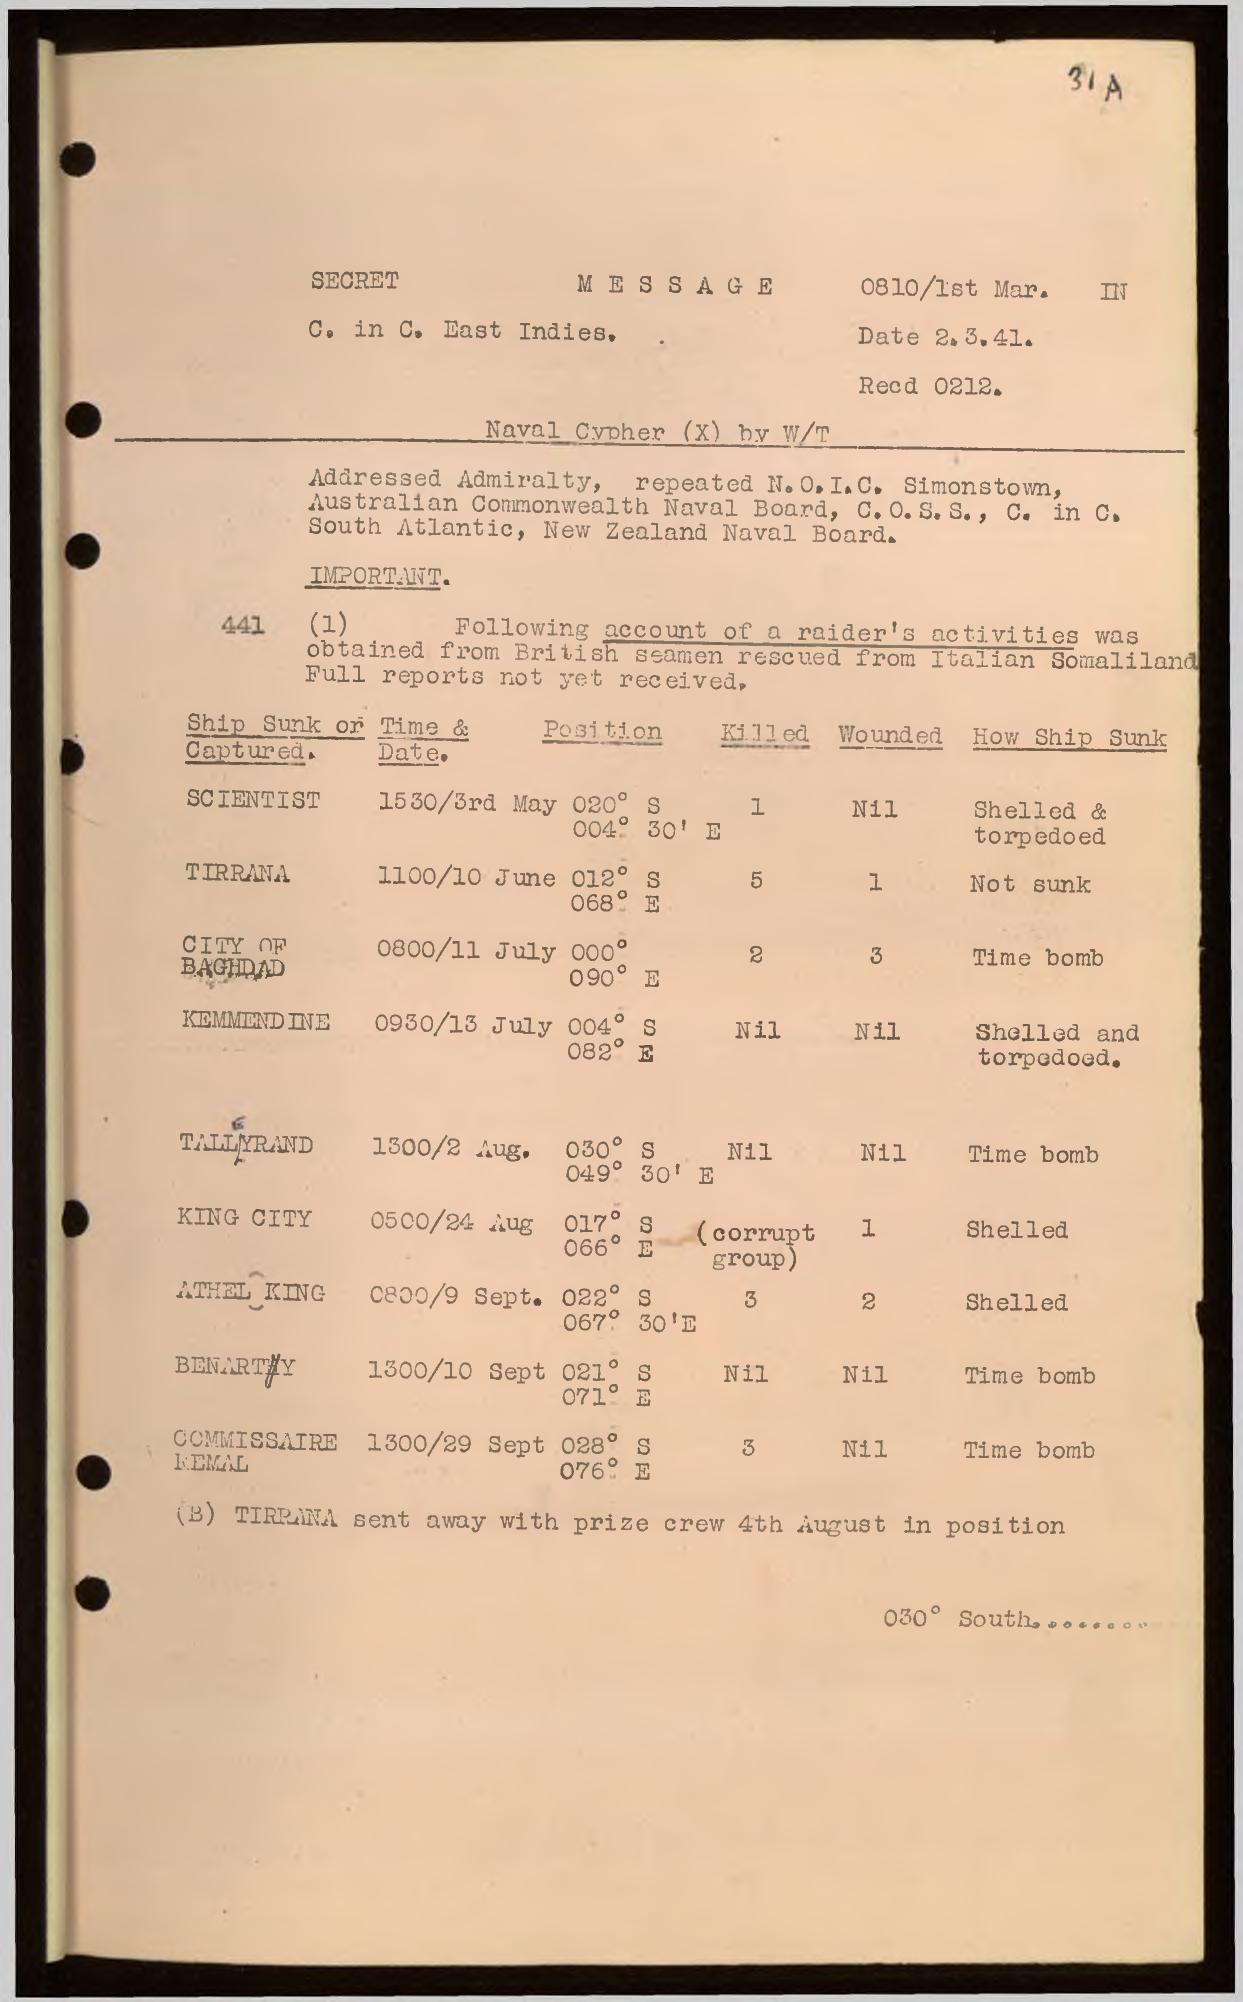 31A
SECRET M E S S A G E 0810/1st Mar. IN
C. in C. East Indies. Date 2.3.41.
Recd 0212.
Naval Cypher (X) by W/T
Addressed Admiralty, repeated N.O.I.C. Simonstown,
Australian Commonwealth Naval Board, C.O.S.S., C. in C.
South Atlantic, New Zealand Naval Board.
IMPORTANT.
441 (1) Following account of a raider's activities was
obtained from British seamen rescued from Italian Somaliland
Full reports not yet received.
Ship Sunk or Time & Position Killed Wounded How Ship Sunk
Captured. Date.
SCIENTIST 1530/3rd May 020° S 1 Nil Shelled &
004° 30' E torpedoed
TIRRANA 1100/10 June 012° S 5 1 Not sunk
068° E
CITY OF 0800/11 July 000° 2 3 Time bomb
BAGHDAD 090° E
KEMMENDINE 0930/13 July 004° S Nil Nil Shelled and
082° E torpedoed.
TALLEYRAND 1300/2 Aug. 030° S Nil Nil Time bomb
049° 30' E
KING CITY 0500/24 Aug 017° S (corrupt 1 Shelled
066° E group)
ATHEL KING 0800/9 Sept. 022° S 3 2 Shelled
067° 30'E
BENARTY 1300/10 Sept 021° S Nil Nil Time bomb
071° E
COMMISSAIRE 1300/29 Sept 028° S 3 Nil Time bomb
REMAL 076° E
(B) TIRRANA sent away with prize crew 4th August in position
030° South........